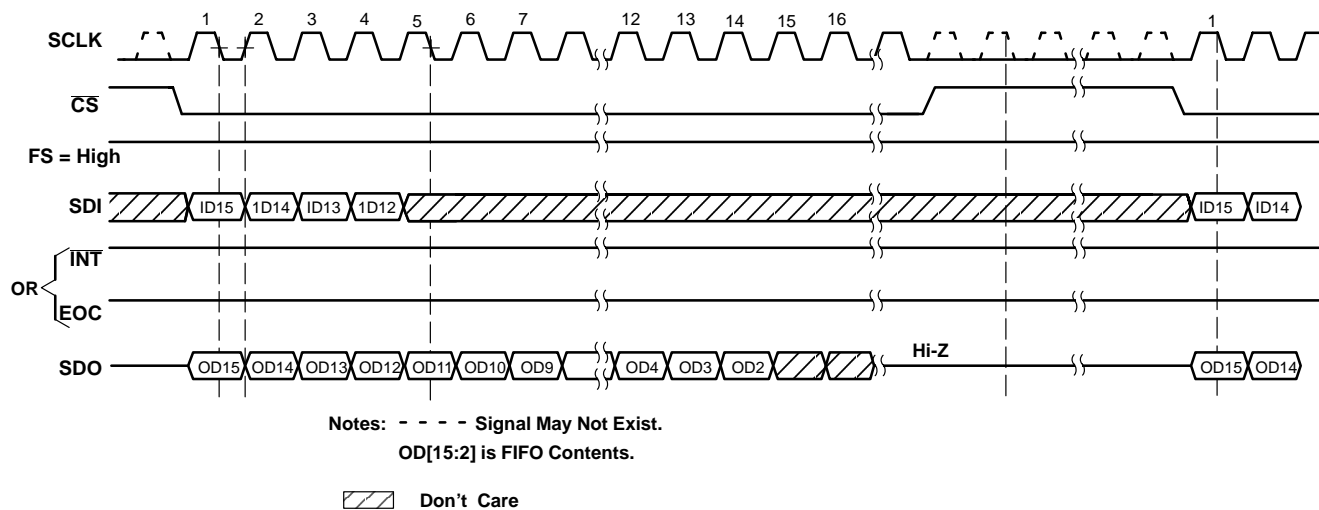 1 2 3 4 5 6 7 12 13 14 15 16 1
SCLK
CS
FS = High
SDI ID15 1D14 ID13 1D12 ID15 ID14
INT
OR
EOC
Hi-Z
SDO OD15 OD14 OD13 OD12 OD11 OD10 OD9 OD4 OD3 OD2 OD15 OD14
Notes: - - - - Signal May Not Exist.
OD[15:2] is FIFO Contents.
Don't Care